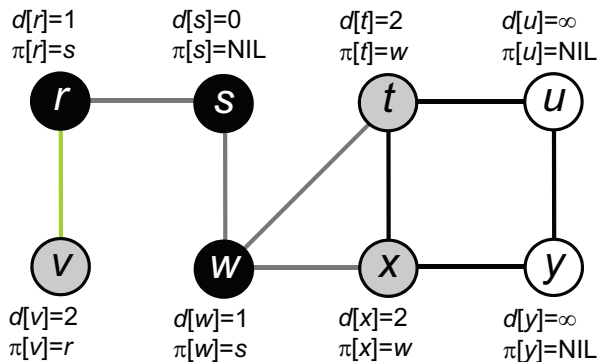 d[r]=1
π[r]=s
d[s]=0
π[s]=NIL
d[t]=2
π[t]=w
d[u]=∞
π[u]=NIL
r
s
t
u
v
w
x
y
d[v]=2
π[v]=r
d[w]=1
π[w]=s
d[x]=2
π[x]=w
d[y]=∞
π[y]=NIL